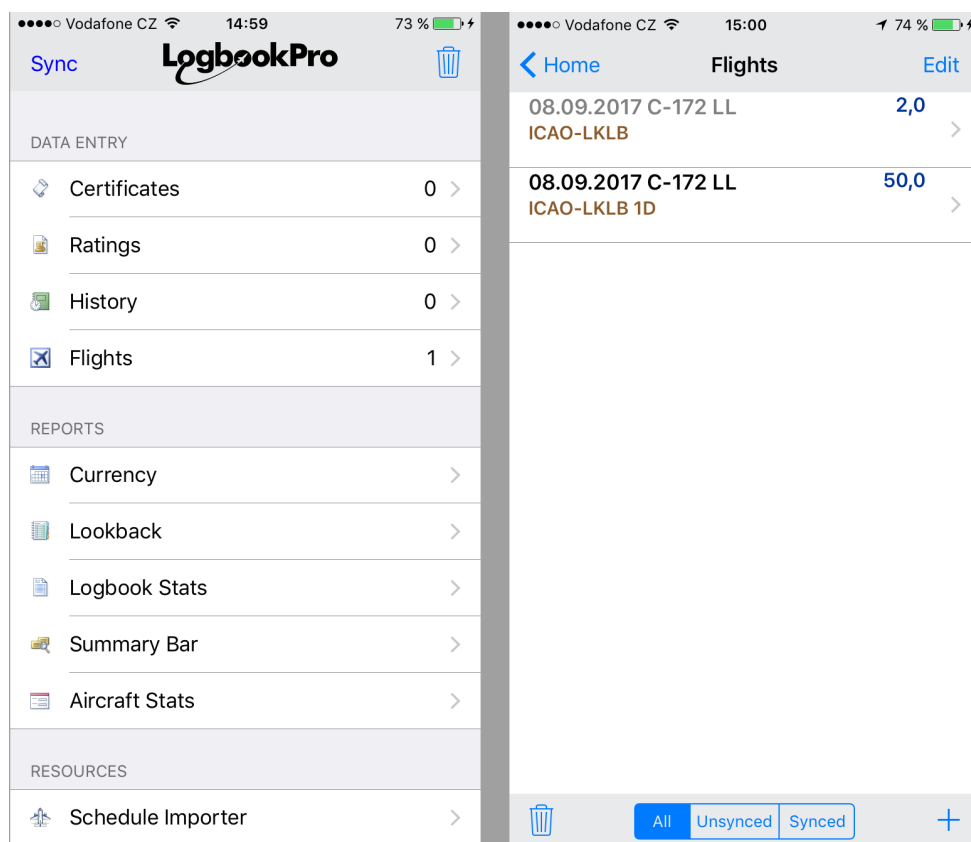 Vodafone CZ 14:59 73 %
Sync LogbookPro
DATA ENTRY
Certificates 0
Ratings 0
History 0
Flights 1
REPORTS
Currency
Lookback
Logbook Stats
Summary Bar
Aircraft Stats
RESOURCES
Schedule Importer
Vodafone CZ 15:00 74 %
Home Flights Edit
08.09.2017 C-172 LL 2,0
ICAO-LKLB
08.09.2017 C-172 LL 50,0
ICAO-LKLB 1D
All Unsynced Synced